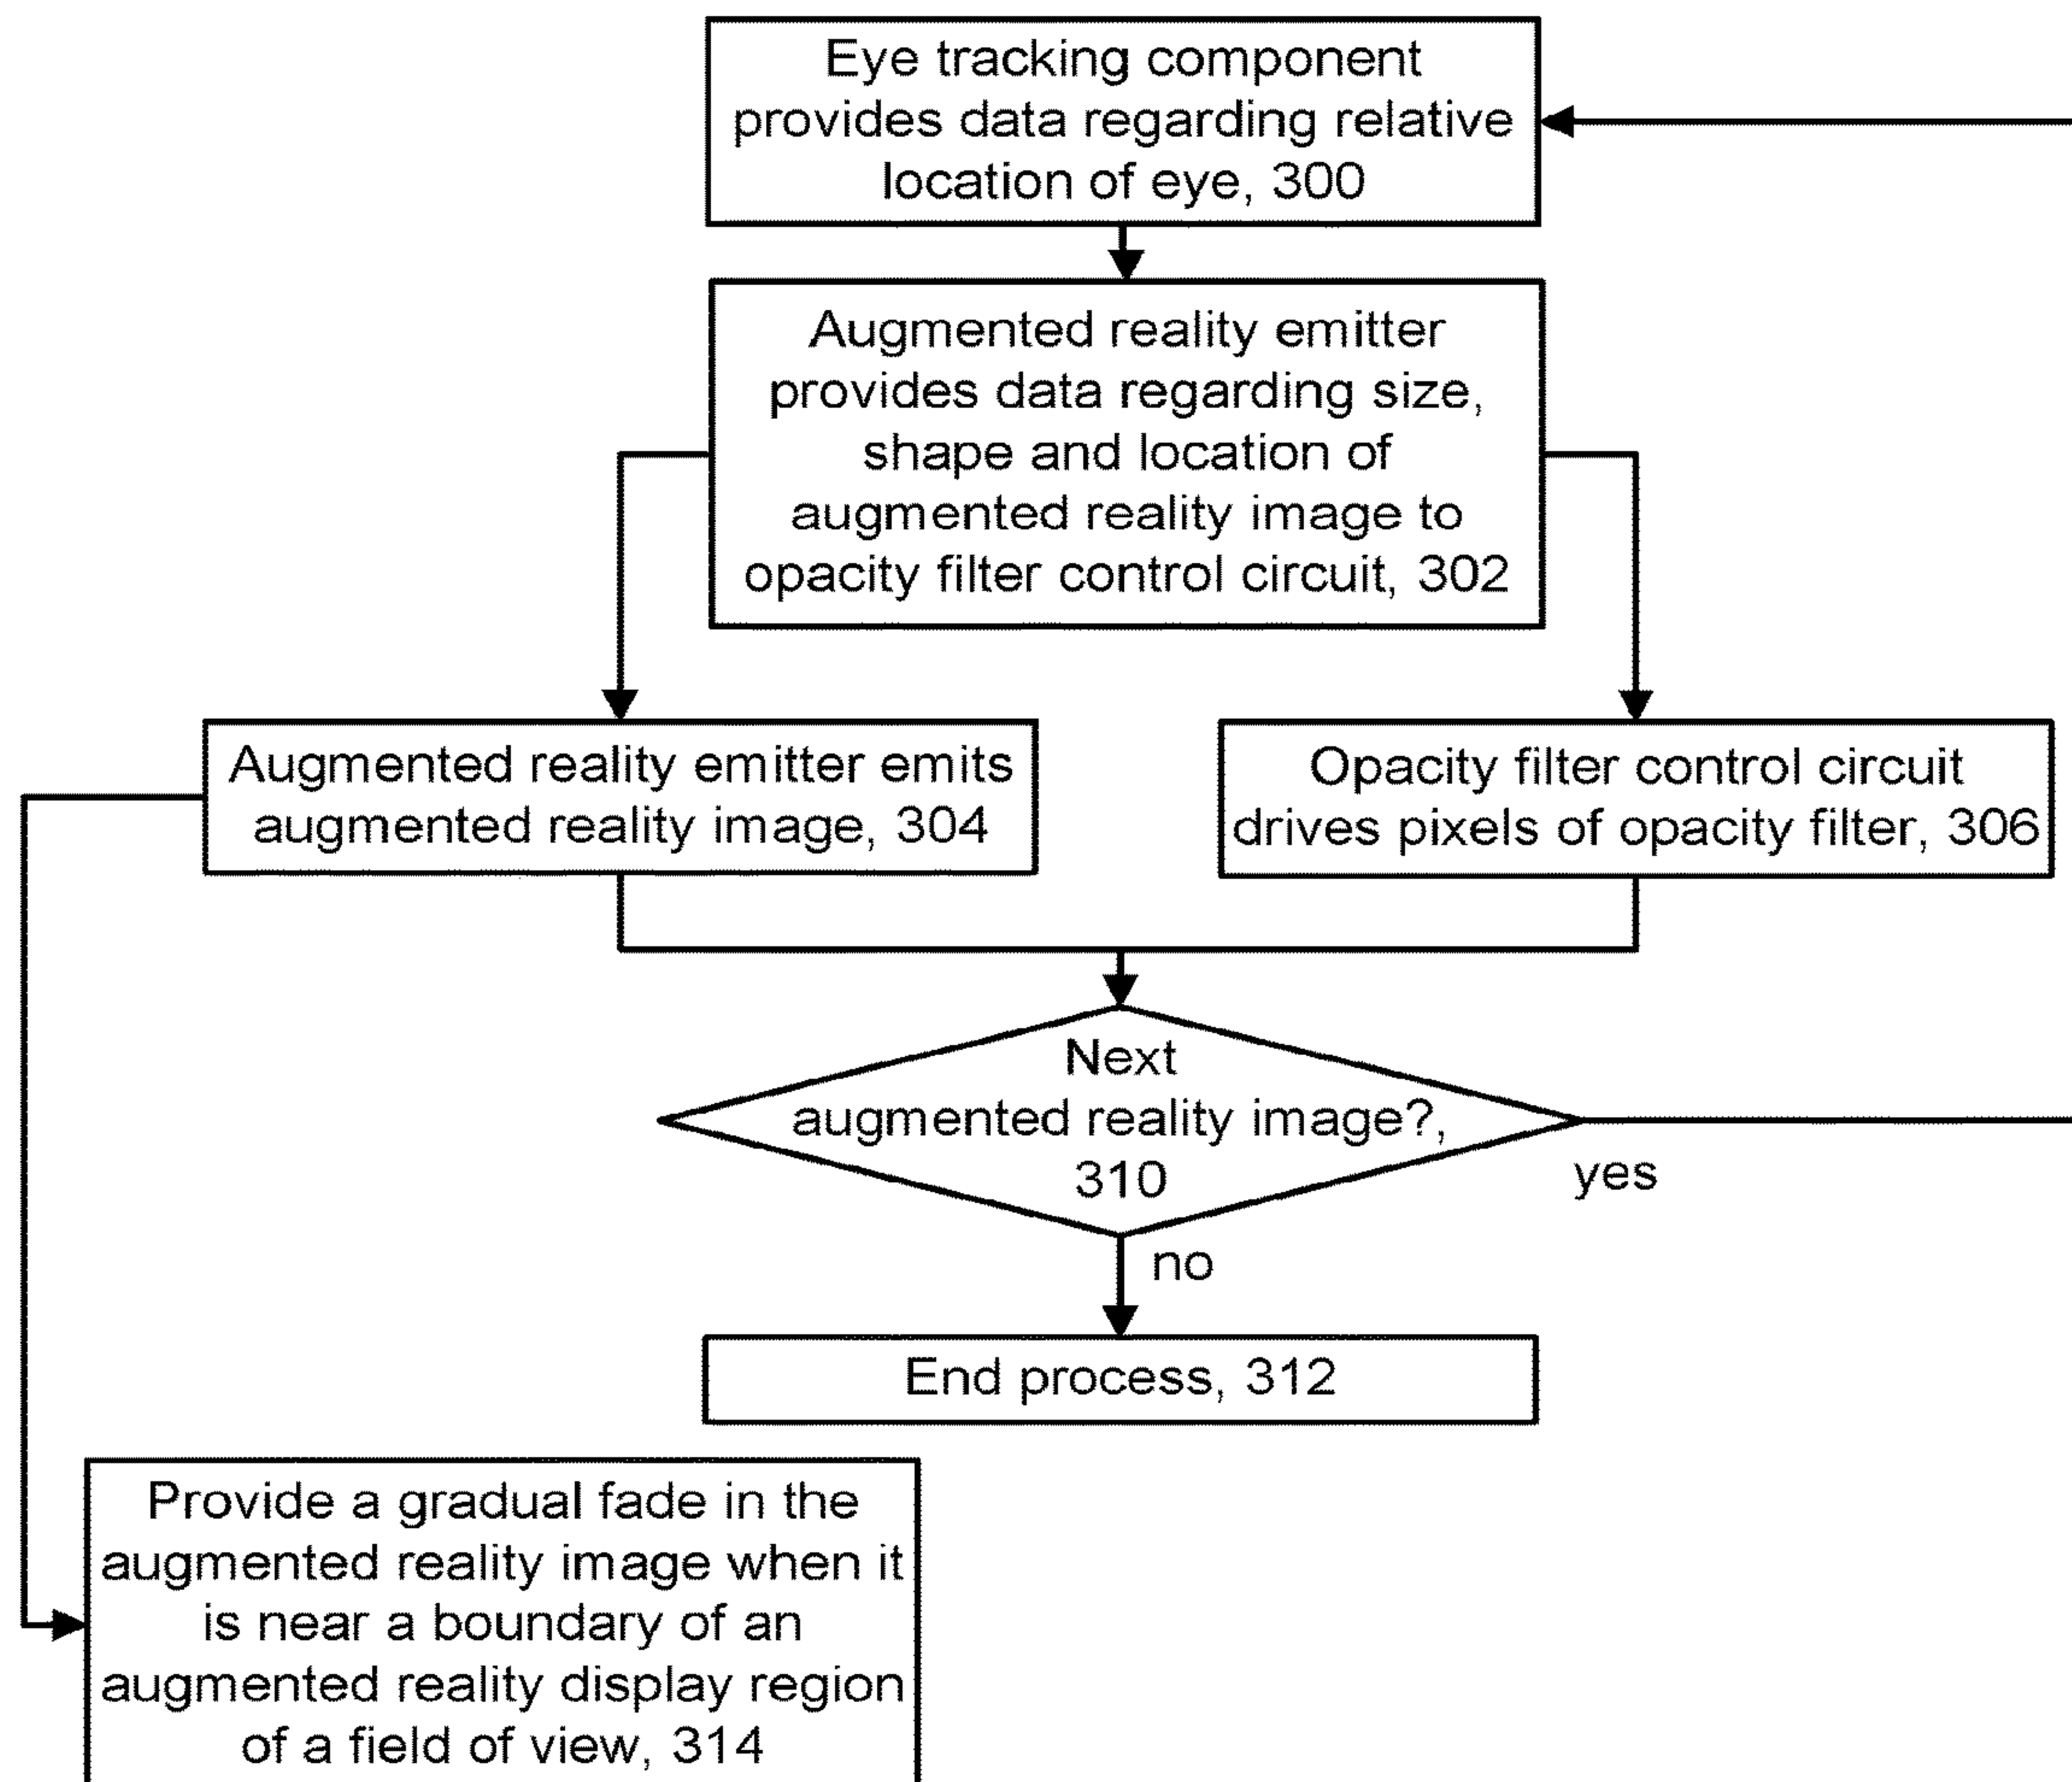 Eye tracking component
provides data regarding relative
location of eye, 300
Augmented reality emitter
provides data regarding size,
shape and location of
augmented reality image to
opacity filter control circuit, 302
Augmented reality emitter emits
augmented reality image, 304
Opacity filter control circuit
drives pixels of opacity filter, 306
Next
augmented reality image?,
310
yes
no
End process, 312
Provide a gradual fade in the
augmented reality image when it
is near a boundary of an
augmented reality display region
of a field of view, 314